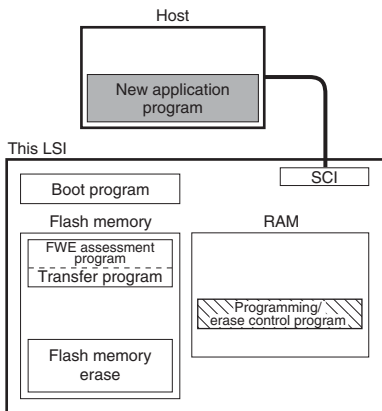 Host
New application
program
This LSI
SCI
Boot program
Flash memory
RAM
FWE assessment
program
Transfer program
Programming/
erase control program
Flash memory
erase